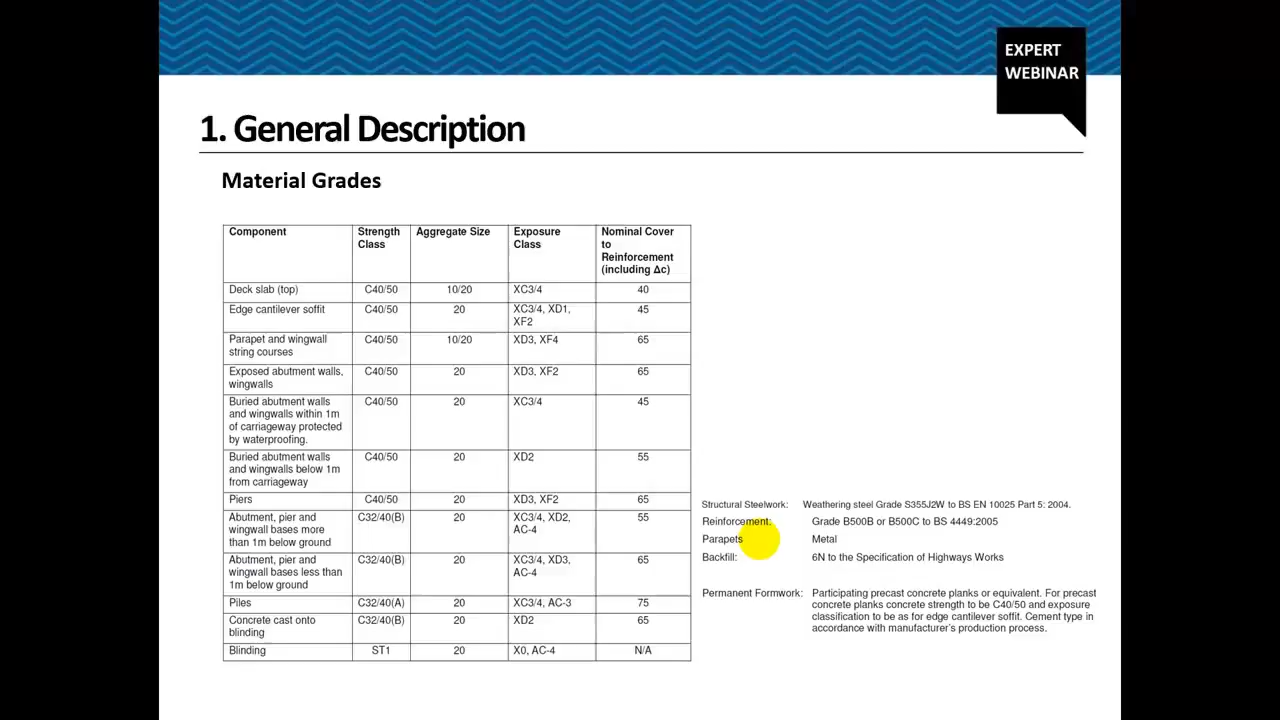 EXPERT
WEBINAR
1. General Description
Material Grades
Component Strength Class Aggregate Size Exposure Class Nominal Cover to Reinforcement (including Δc)
Deck slab (top) C40/50 10/20 XC3/4 40
Edge cantilever soffit C40/50 20 XC3/4, XD1, XF2 45
Parapet and wingwall string courses C40/50 10/20 XD3, XF4 65
Exposed abutment walls, wingwalls C40/50 20 XD3, XF2 65
Buried abutment walls and wingwalls within 1m of carriageway protected by waterproofing. C40/50 20 XC3/4 45
Buried abutment walls and wingwalls below 1m from carriageway C40/50 20 XD2 55
Piers C40/50 20 XD3, XF2 65
Abutment, pier and wingwall bases more than 1m below ground C32/40(B) 20 XC3/4, XD2, AC-4 55
Abutment, pier and wingwall bases less than 1m below ground C32/40(B) 20 XC3/4, XD3, AC-4 65
Piles C32/40(A) 20 XC3/4, AC-3 75
Concrete cast onto blinding C32/40(B) 20 XD2 65
Blinding ST1 20 X0, AC-4 N/A
Structural Steelwork: Weathering steel Grade S355J2W to BS EN 10025 Part 5: 2004.
Reinforcement: Grade B500B or B500C to BS 4449:2005
Parapets Metal
Backfill: 6N to the Specification of Highways Works
Permanent Formwork: Participating precast concrete planks or equivalent. For precast
concrete planks concrete strength to be C40/50 and exposure
classification to be as for edge cantilever soffit. Cement type in
accordance with manufacturer's production process.